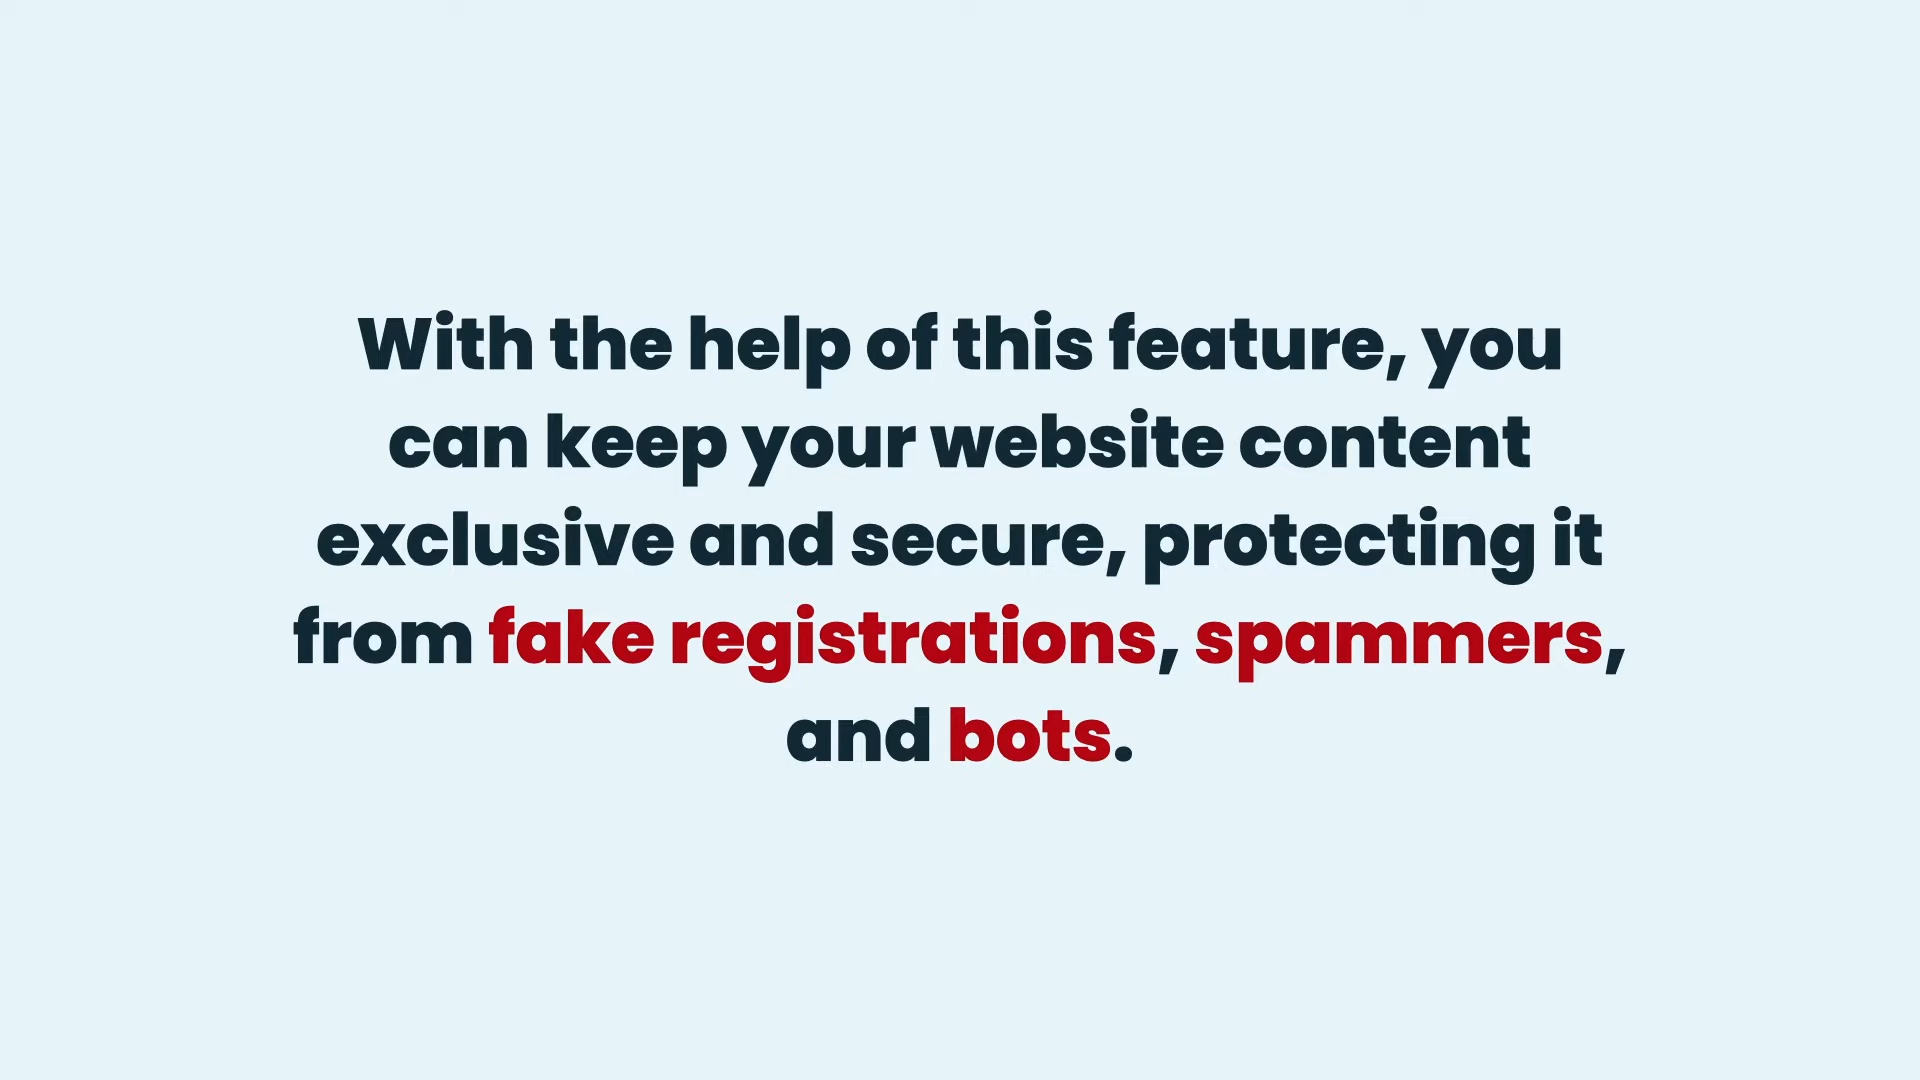 With the help of this feature, you
can keep your website content
exclusive and secure, protecting it
from fake registrations, spammers,
and bots.